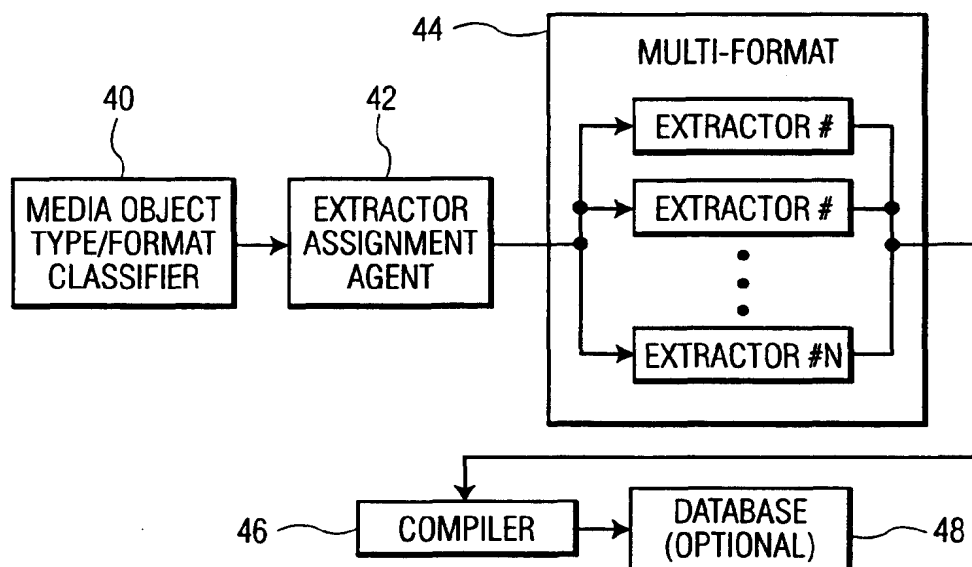 44
MULTI-FORMAT
40
42
EXTRACTOR #
MEDIA OBJECT
TYPE/FORMAT
CLASSIFIER
EXTRACTOR
ASSIGNMENT
AGENT
EXTRACTOR #
EXTRACTOR #N
46
COMPILER
DATABASE
(OPTIONAL)
48